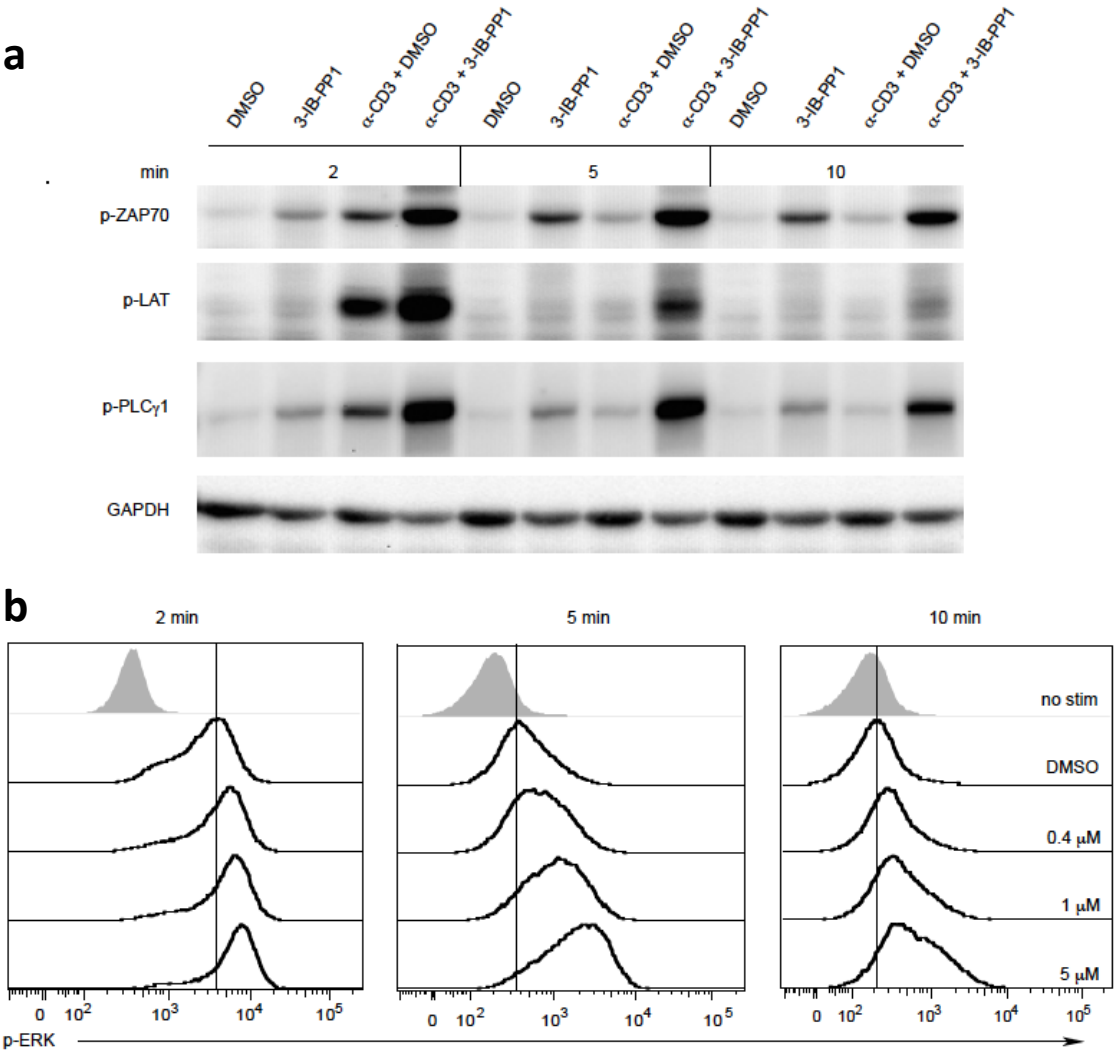 a
DMSO 3-IB-PP1 α-CD3 + DMSO α-CD3 + 3-IB-PP1 DMSO 3-IB-PP1 α-CD3 + DMSO α-CD3 + 3-IB-PP1 DMSO 3-IB-PP1 α-CD3 + DMSO α-CD3 + 3-IB-PP1
min 2 5 10
p-ZAP70
p-LAT
p-PLCγ1
GAPDH
b
2 min 5 min 10 min
no stim
DMSO
0.4 μM
1 μM
5 μM
0 10² 10³ 10⁴ 10⁵ 0 10² 10³ 10⁴ 10⁵ 0 10² 10³ 10⁴ 10⁵
p-ERK